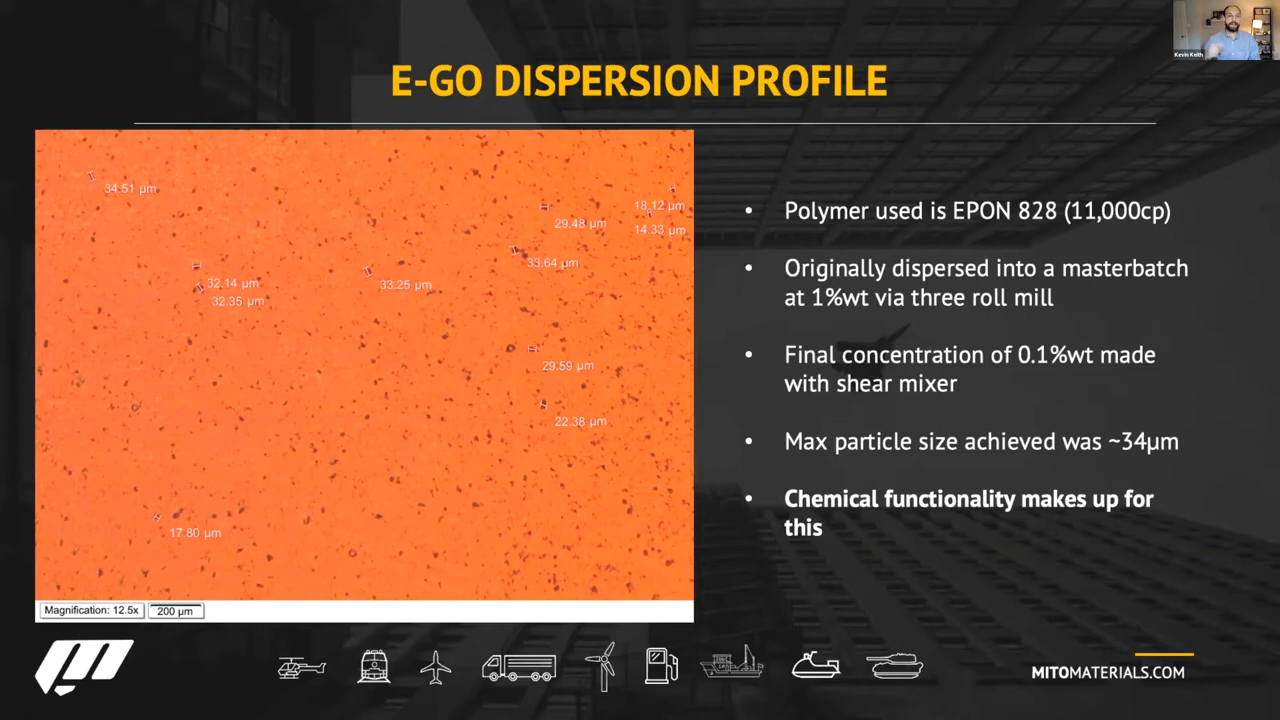 Kevin Keith
E-GO DISPERSION PROFILE
34.51 µm
18.12 µm
29.48 µm
14.33 µm
33.64 µm
32.14 µm
33.25 µm
32.35 µm
29.59 µm
22.38 µm
17.80 µm
Magnification: 12.5x
200 µm
• Polymer used is EPON 828 (11,000cp)
• Originally dispersed into a masterbatch
at 1%wt via three roll mill
• Final concentration of 0.1%wt made
with shear mixer
• Max particle size achieved was ~34µm
• Chemical functionality makes up for
this
MITOMATERIALS.COM